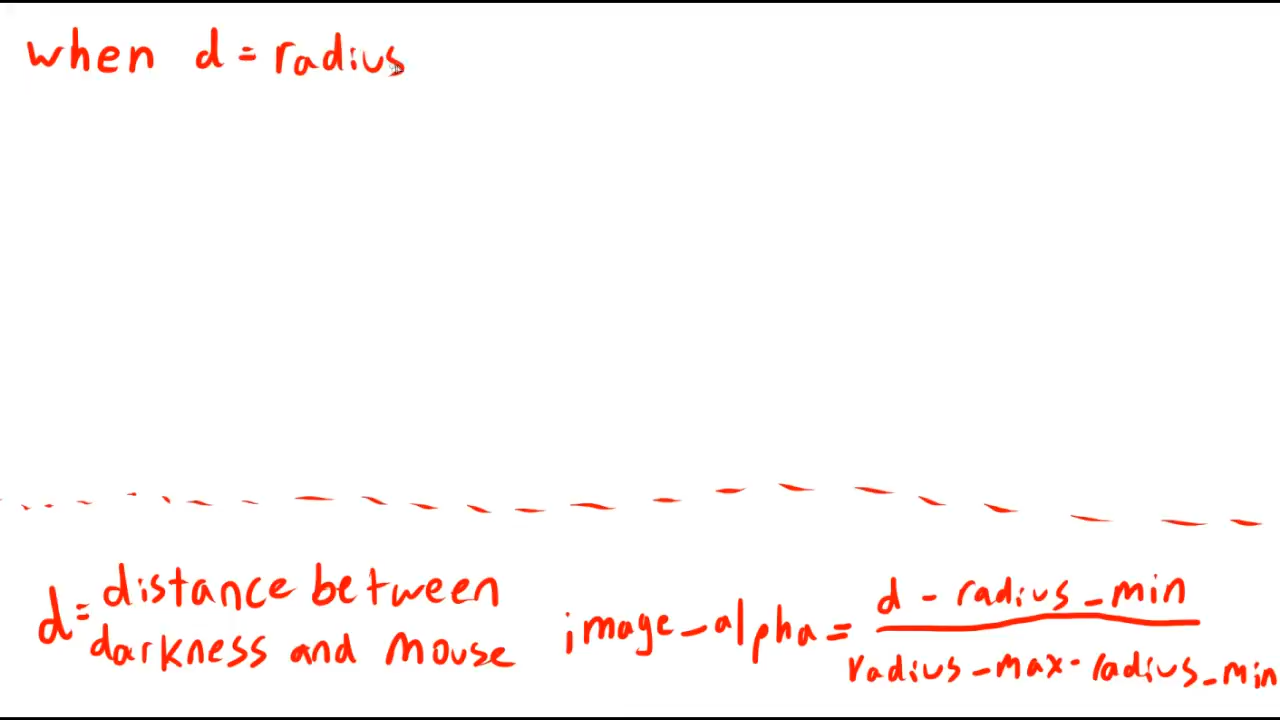 when d = radius
d = distance between
darkness and mouse
image_alpha = d - radius_min
radius_max - radius_min